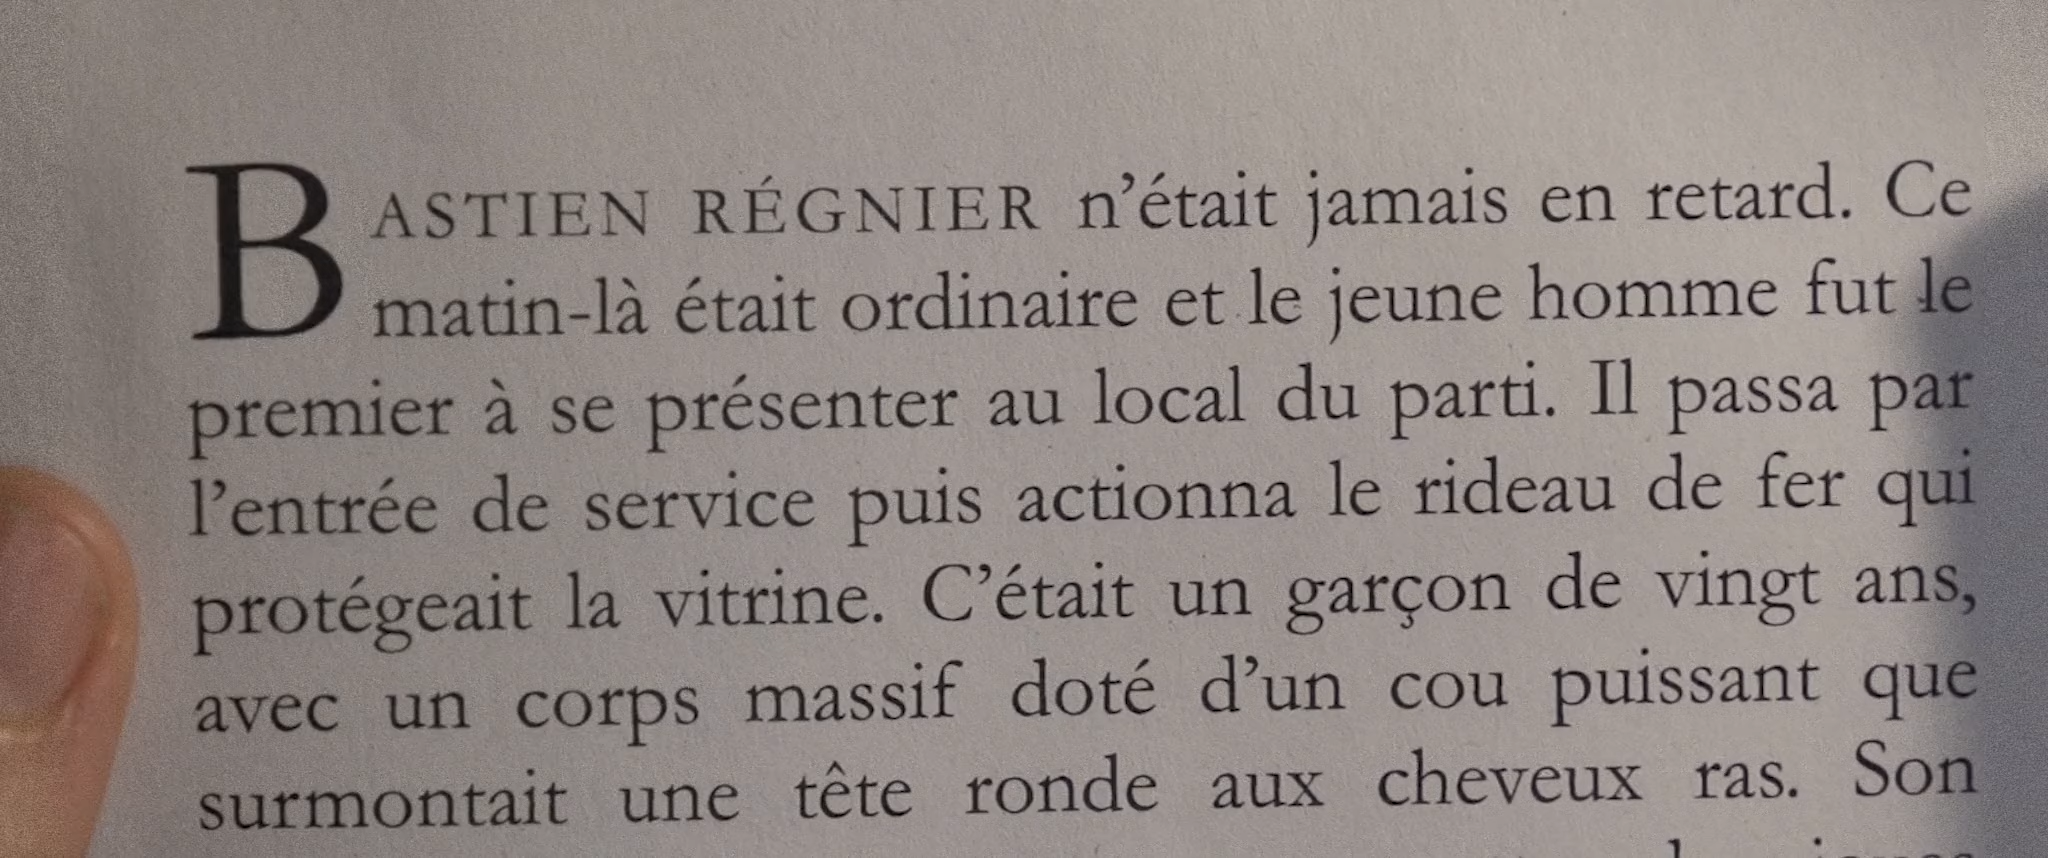 BASTIEN RÉGNIER n’était jamais en retard. Ce
matin-là était ordinaire et le jeune homme fut le
premier à se présenter au local du parti. Il passa par
l’entrée de service puis actionna le rideau de fer qui
protégeait la vitrine. C’était un garçon de vingt ans,
avec un corps massif doté d’un cou puissant que
surmontait une tête ronde aux cheveux ras. Son